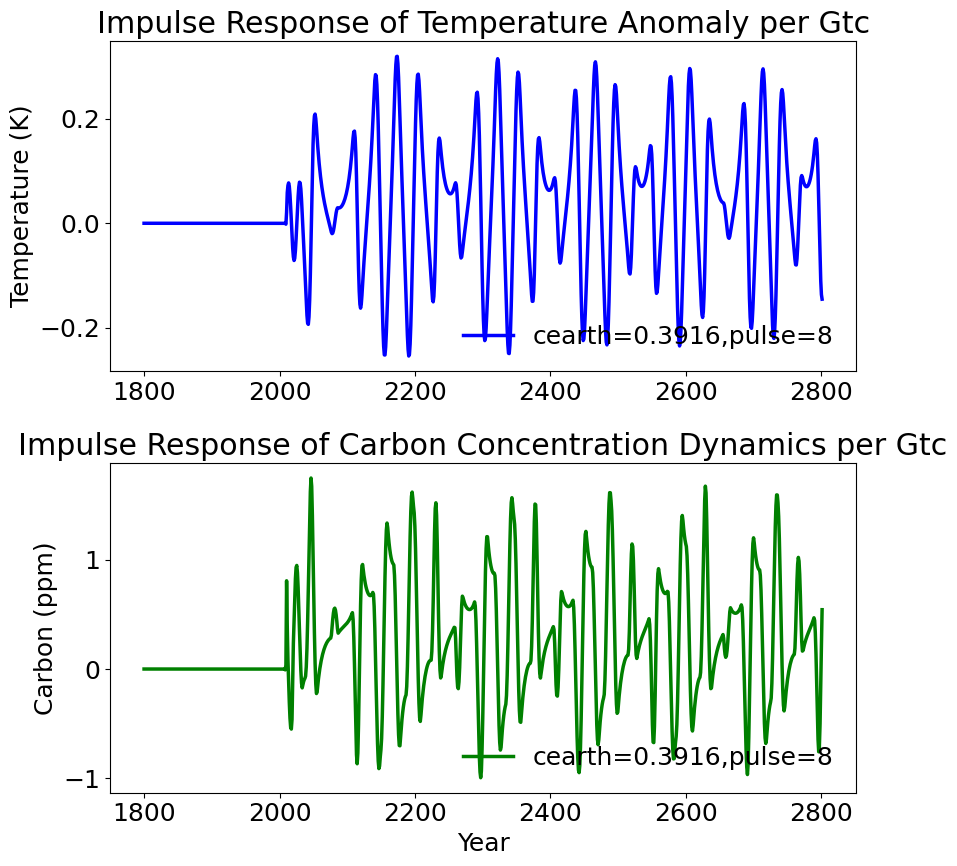 Impulse Response of Temperature Anomaly per Gtc
Temperature (K)
0.2
0.0
−0.2
cearth=0.3916,pulse=8
1800 2000 2200 2400 2600 2800
Impulse Response of Carbon Concentration Dynamics per Gtc
Carbon (ppm)
1
0
−1
cearth=0.3916,pulse=8
1800 2000 2200 2400 2600 2800
Year